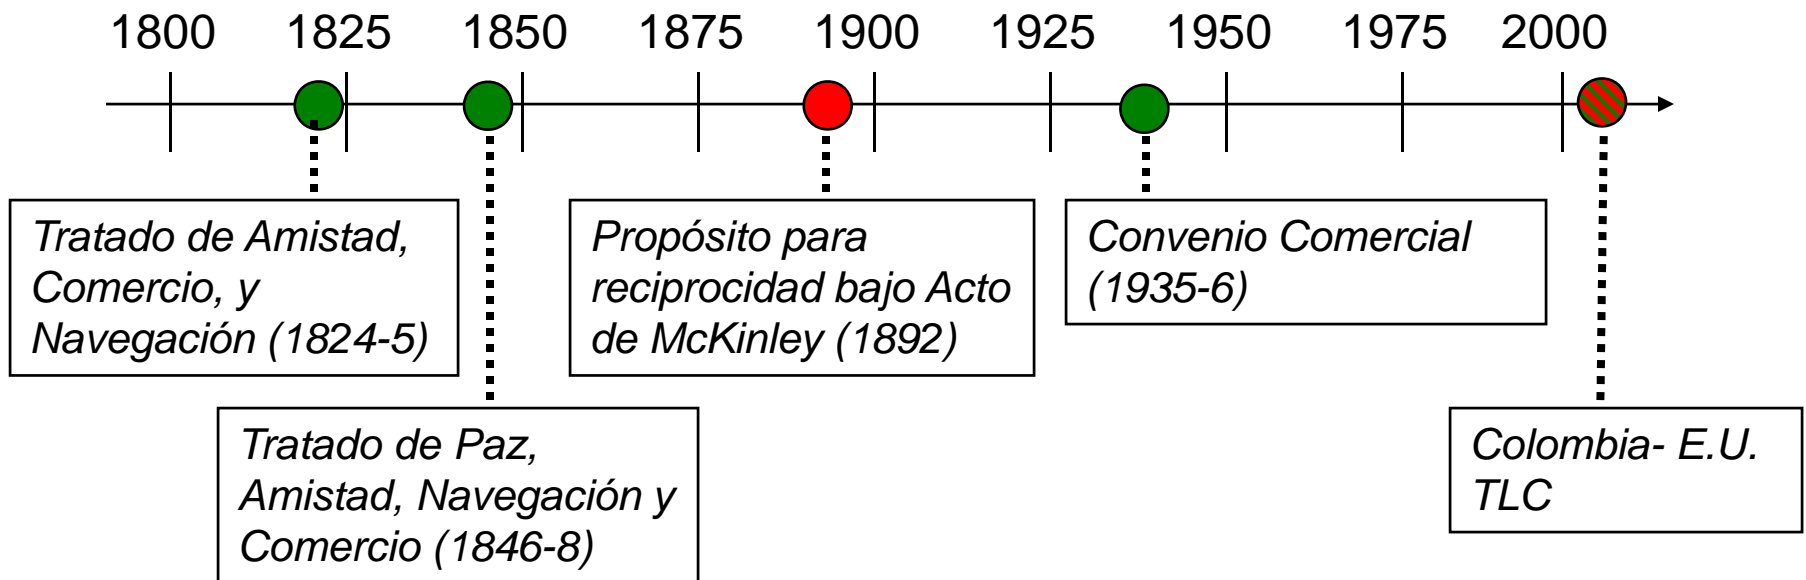 1800 1825 1850 1875 1900 1925 1950 1975 2000
Tratado de Amistad,
Comercio, y
Navegación (1824-5)
Propósito para
reciprocidad bajo Acto
de McKinley (1892)
Convenio Comercial
(1935-6)
Tratado de Paz,
Amistad, Navegación y
Comercio (1846-8)
Colombia- E.U.
TLC